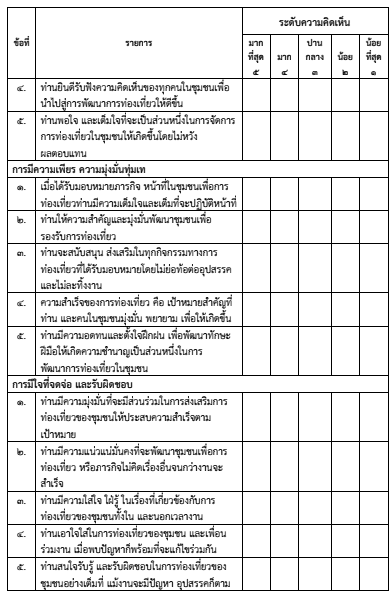 ระดับความคิดเห็น
ข้อที่ รายการ มาก ปาน น้อย
ที่สุด มาก กลาง น้อย ที่สุด
๕ ๔ ๓ ๒ ๑
๔. ท่านยินดีรับฟังความคิดเห็นของทุกคนในชุมชนเพื่อ
นำไปสู่การพัฒนาการท่องเที่ยวให้ดีขึ้น
๕. ท่านพอใจ และเต็มใจที่จะเป็นส่วนหนึ่งในการจัดการ
การท่องเที่ยวในชุมชนให้เกิดขึ้นโดยไม่หวัง
ผลตอบแทน
การมีความเพียร ความมุ่งมั่นทุ่มเท
๑. เมื่อได้รับมอบหมายภารกิจ หน้าที่ในชุมชนเพื่อการ
ท่องเที่ยวท่านมีความเต็มใจและเต็มที่จะปฏิบัติหน้าที่
๒. ท่านให้ความสำคัญและมุ่งมั่นพัฒนาชุมชนเพื่อ
รองรับการท่องเที่ยว
๓. ท่านจะสนับสนุน ส่งเสริมในทุกกิจกรรมทางการ
ท่องเที่ยวที่ได้รับมอบหมายโดยไม่ย่อท้อต่ออุปสรรค
และไม่ละทิ้งงาน
๔. ความสำเร็จของการท่องเที่ยว คือ เป้าหมายสำคัญที่
ท่าน และคนในชุมชนมุ่งมั่น พยายาม เพื่อให้เกิดขึ้น
๕. ท่านมีความอดทนและตั้งใจฝึกฝน เพื่อพัฒนาทักษะ
ฝีมือให้เกิดความชำนาญเป็นส่วนหนึ่งในการ
พัฒนาการท่องเที่ยวในชุมชน
การมีใจที่จดจ่อ และรับผิดชอบ
๑. ท่านมีความมุ่งมั่นที่จะมีส่วนร่วมในการส่งเสริมการ
ท่องเที่ยวของชุมชนให้ประสบความสำเร็จตาม
เป้าหมาย
๒. ท่านมีความแน่วแน่มั่นคงที่จะพัฒนาชุมชนเพื่อการ
ท่องเที่ยว หรือภารกิจไม่คิดเรื่องอื่นจนกว่างานจะ
สำเร็จ
๓. ท่านมีความใส่ใจ ใฝ่รู้ ในเรื่องที่เกี่ยวข้องกับการ
ท่องเที่ยวของชุมชนทั้งใน และนอกเวลางาน
๔. ท่านเอาใจใส่ในการท่องเที่ยวของชุมชน และเพื่อน
ร่วมงาน เมื่อพบปัญหาก็พร้อมที่จะแก้ไขร่วมกัน
๕. ท่านสนใจรับรู้ และรับผิดชอบในการท่องเที่ยวของ
ชุมชนอย่างเต็มที่ แม้งานจะมีปัญหา อุปสรรคก็ตาม